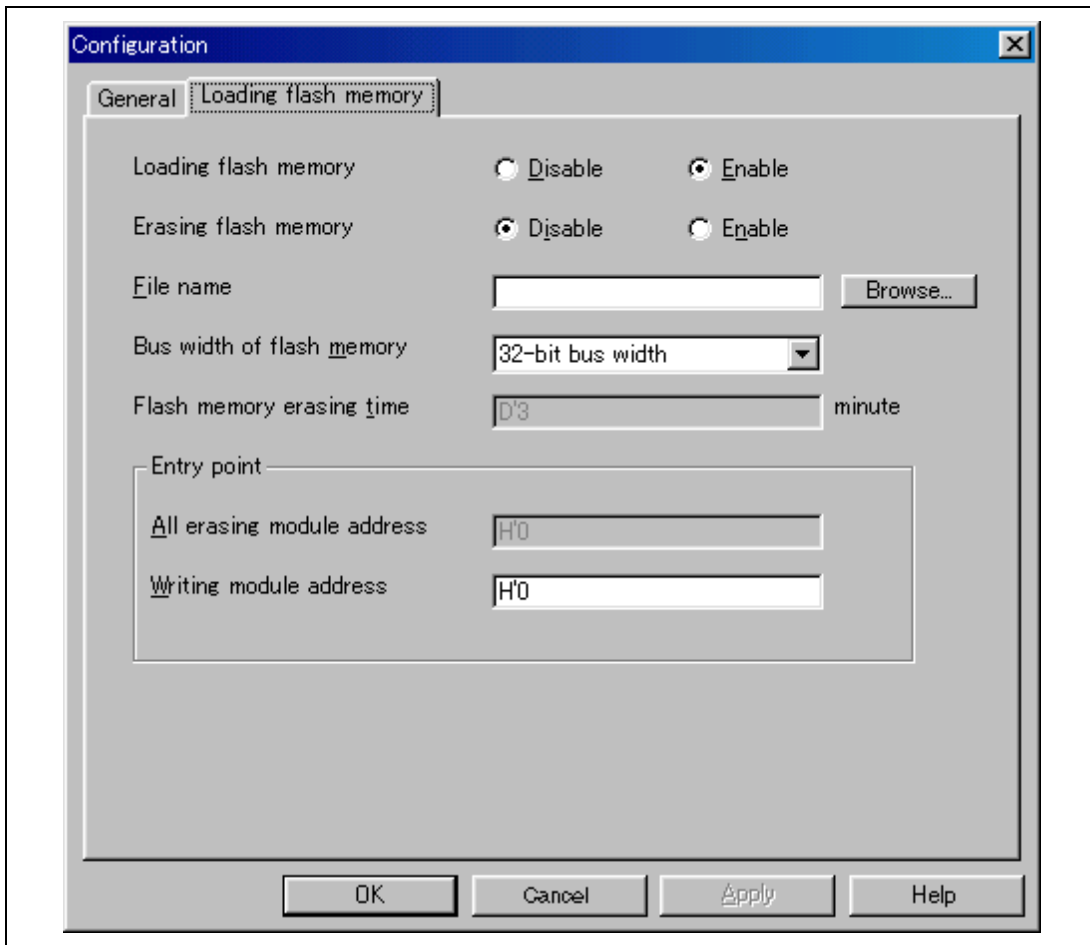 Configuration
General Loading flash memory
Loading flash memory Disable Enable
Erasing flash memory Disable Enable
File name Browse...
Bus width of flash memory 32-bit bus width
Flash memory erasing time D'3 minute
Entry point
All erasing module address H'0
Writing module address H'0
OK Cancel Apply Help